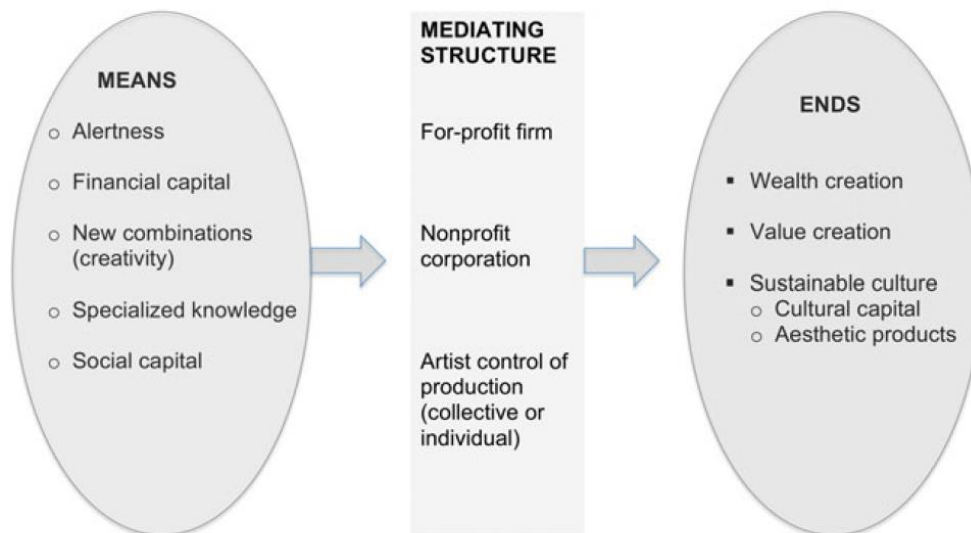 MEANS
Alertness
Financial capital
New combinations
(creativity)
Specialized knowledge
Social capital
MEDIATING
STRUCTURE
For-profit firm
Nonprofit
corporation
Artist control of
production
(collective or
individual)
ENDS
Wealth creation
Value creation
Sustainable culture
Cultural capital
Aesthetic products